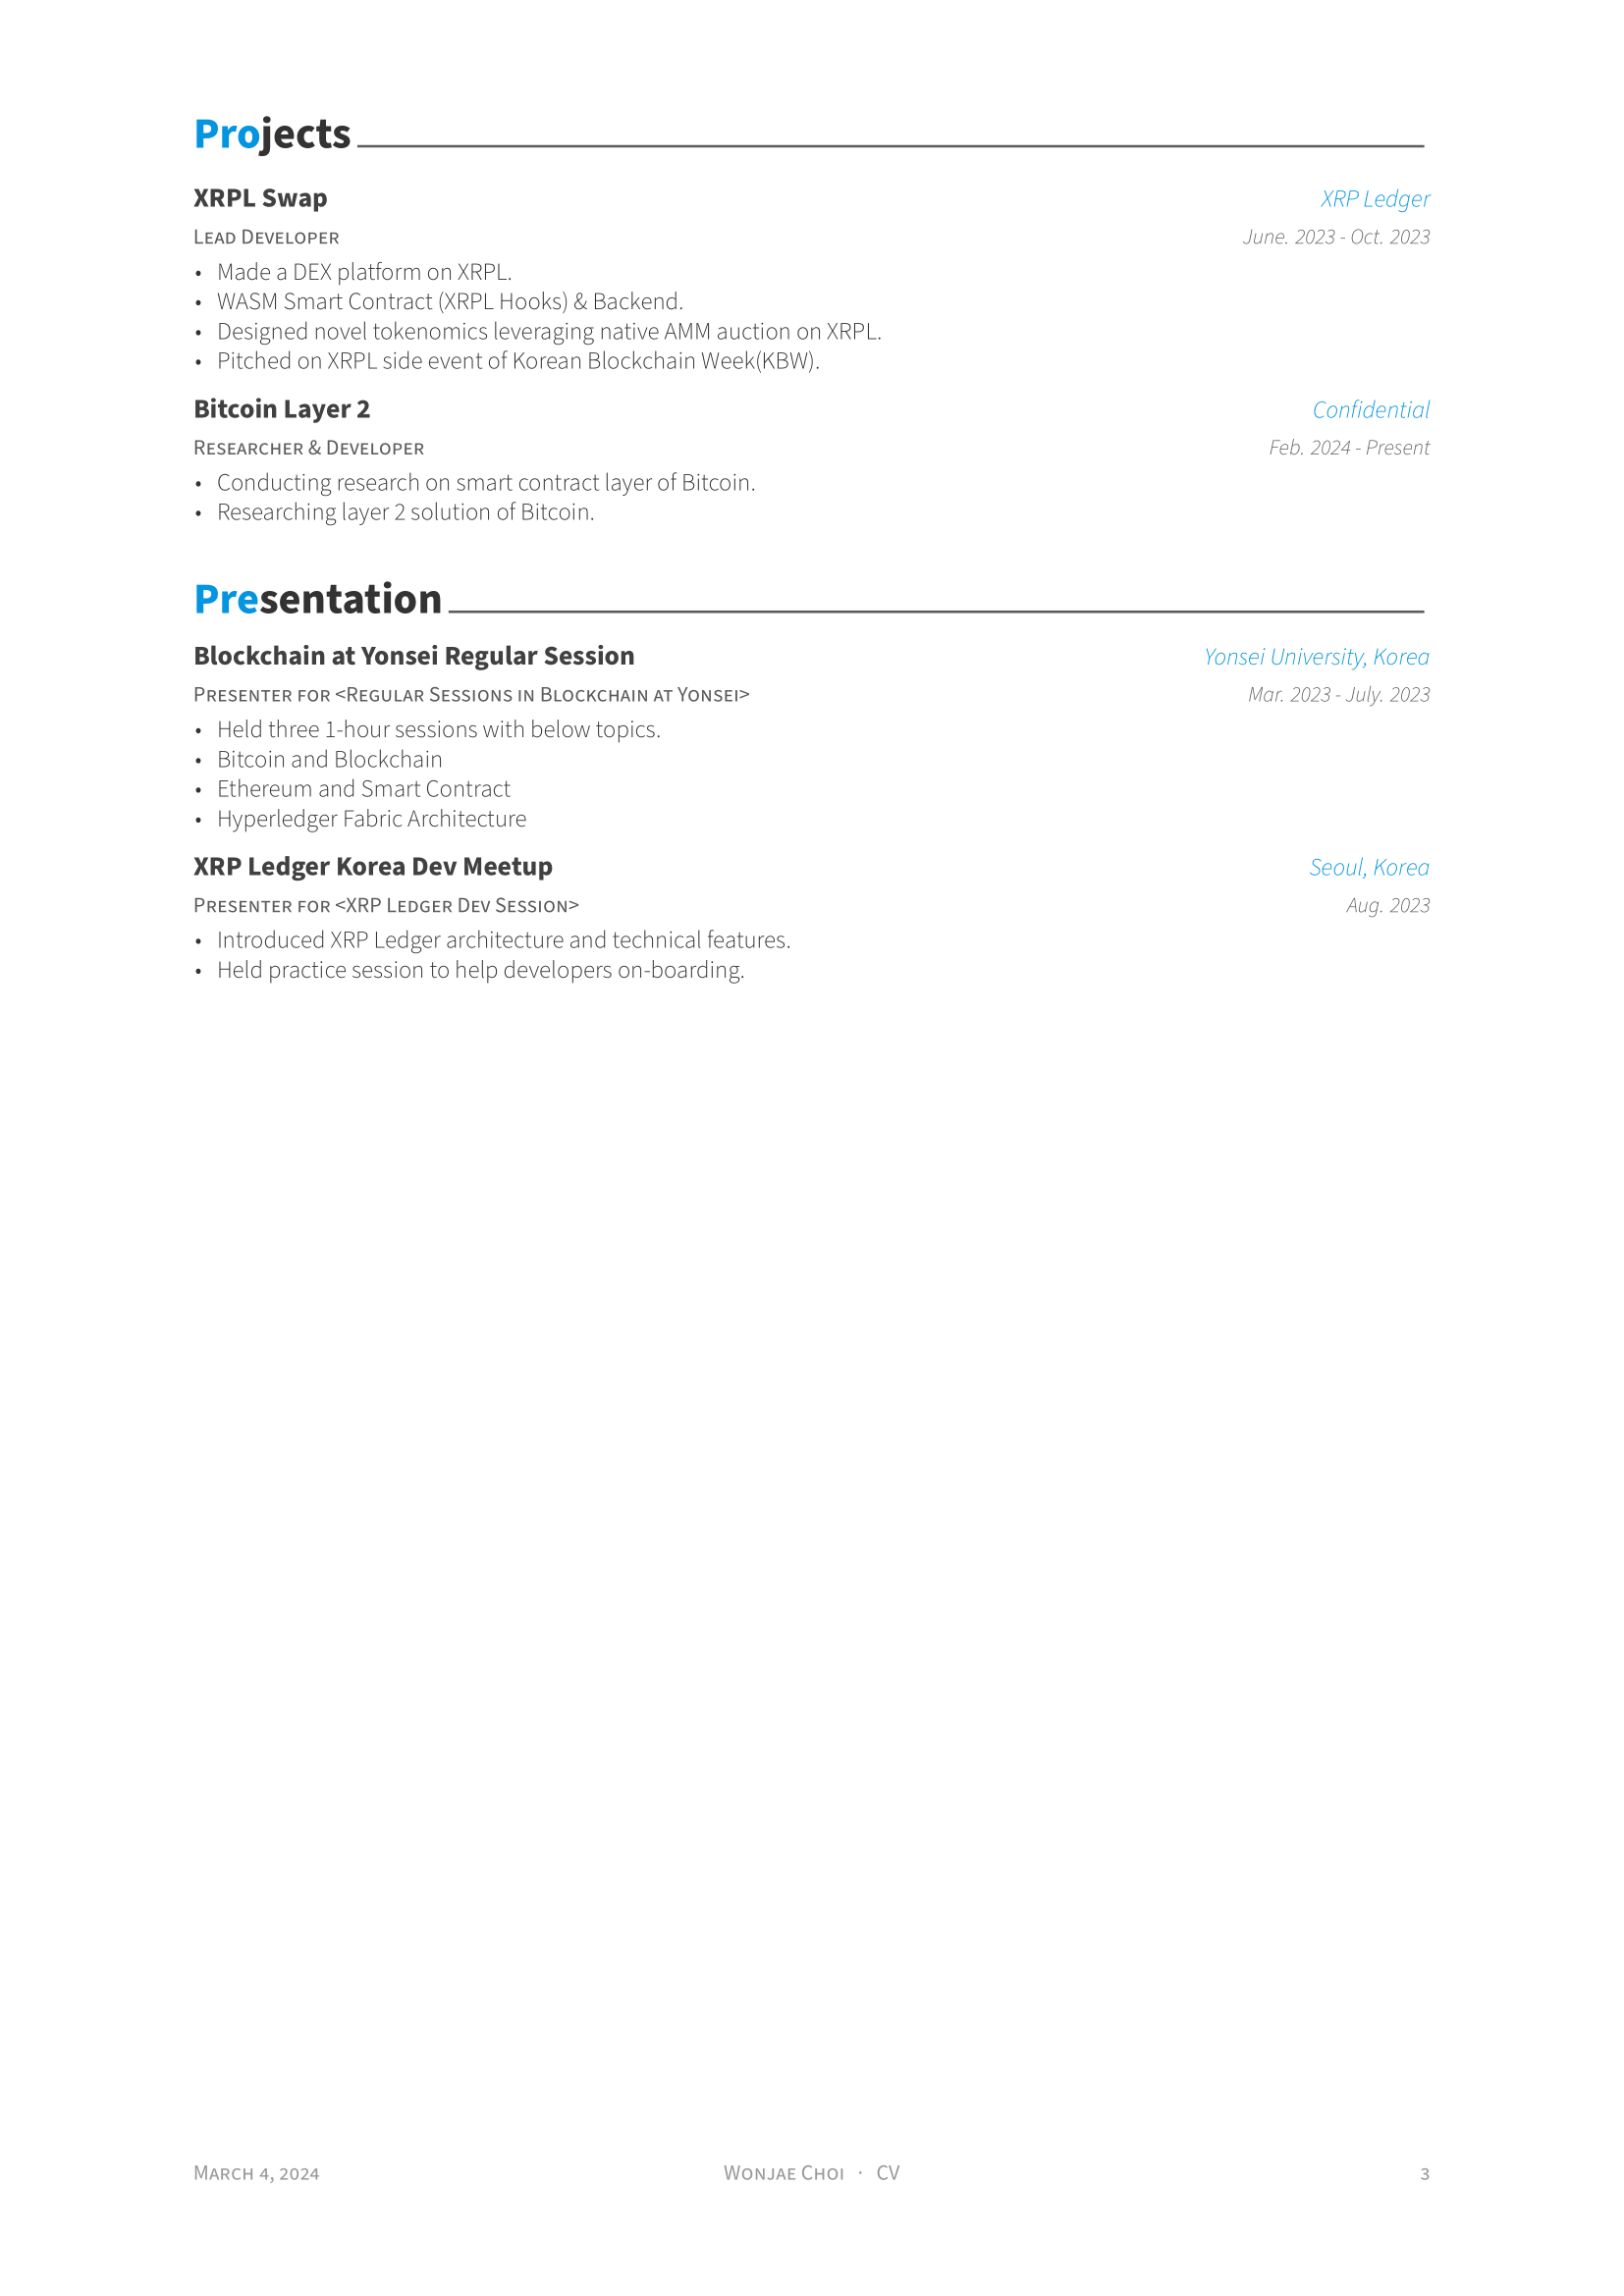 Projects
XRPL Swap XRP Ledger
Lead Developer June. 2023 - Oct. 2023
• Made a DEX platform on XRPL.
• WASM Smart Contract (XRPL Hooks) & Backend.
• Designed novel tokenomics leveraging native AMM auction on XRPL.
• Pitched on XRPL side event of Korean Blockchain Week(KBW).
Bitcoin Layer 2 Confidential
Researcher & Developer Feb. 2024 - Present
• Conducting research on smart contract layer of Bitcoin.
• Researching layer 2 solution of Bitcoin.
Presentation
Blockchain at Yonsei Regular Session Yonsei University, Korea
Presenter for <Regular Sessions in Blockchain at Yonsei> Mar. 2023 - July. 2023
• Held three 1-hour sessions with below topics.
• Bitcoin and Blockchain
• Ethereum and Smart Contract
• Hyperledger Fabric Architecture
XRP Ledger Korea Dev Meetup Seoul, Korea
Presenter for <XRP Ledger Dev Session> Aug. 2023
• Introduced XRP Ledger architecture and technical features.
• Held practice session to help developers on-boarding.
March 4, 2024 Wonjae Choi · CV 3